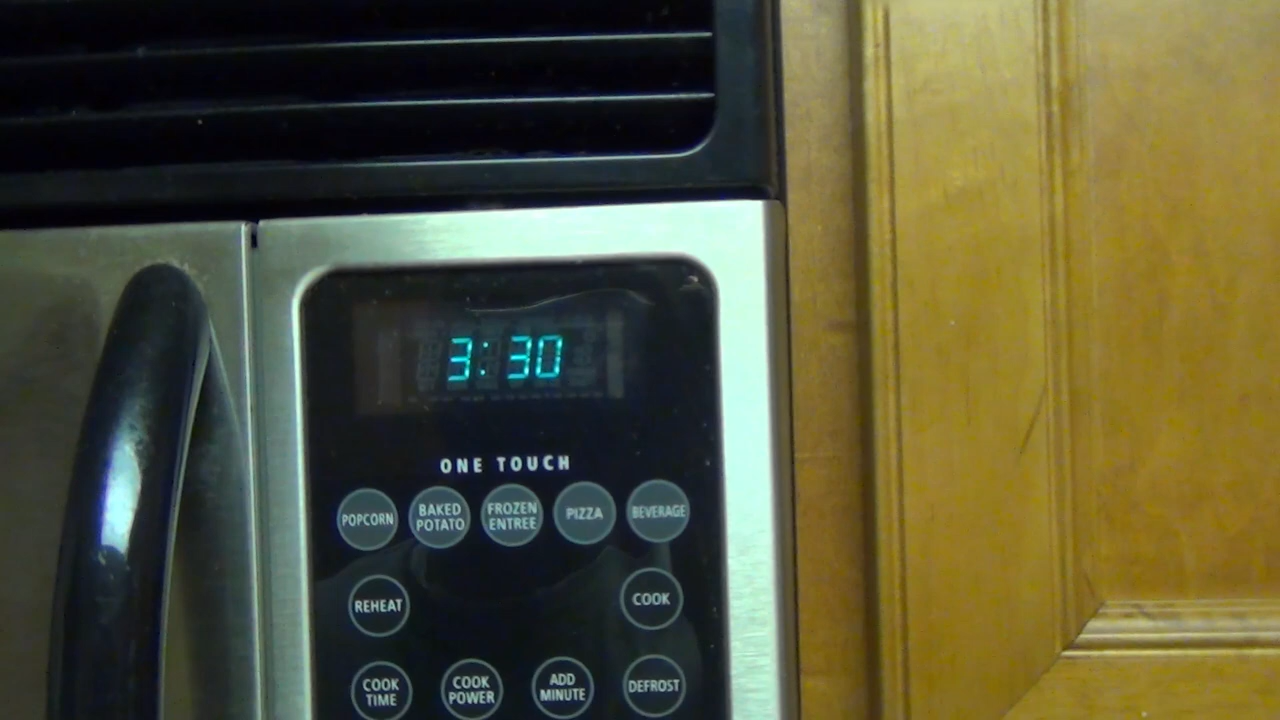 3:30
ONE TOUCH
POPCORN
BAKED
POTATO
FROZEN
ENTREE
PIZZA
BEVERAGE
REHEAT
COOK
COOK
TIME
COOK
POWER
ADD
MINUTE
DEFROST